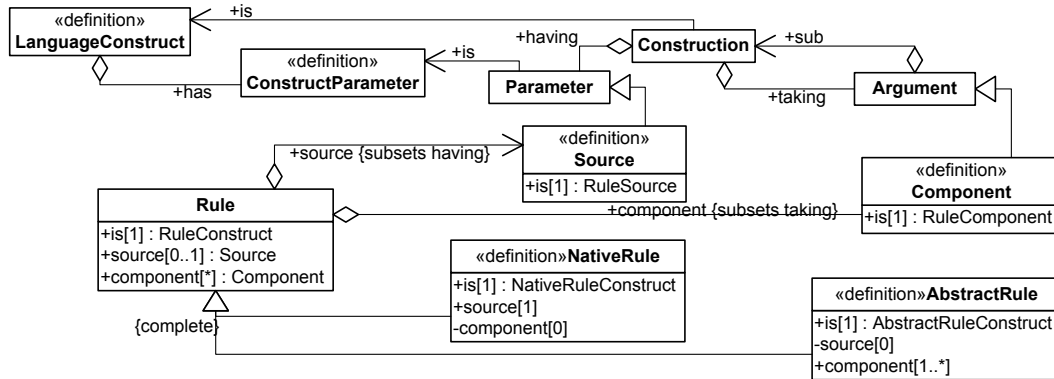 «definition»
LanguageConstruct
+is
+has
«definition»
ConstructParameter
+is
+having
Parameter
Construction
+sub
+taking
Argument
+source {subsets having}
«definition»
Source
+is[1] : RuleSource
«definition»
Component
+is[1] : RuleComponent
+component {subsets taking}
Rule
+is[1] : RuleConstruct
+source[0..1] : Source
+component[*] : Component
{complete}
«definition»NativeRule
+is[1] : NativeRuleConstruct
+source[1]
-component[0]
«definition»AbstractRule
+is[1] : AbstractRuleConstruct
-source[0]
+component[1..*]